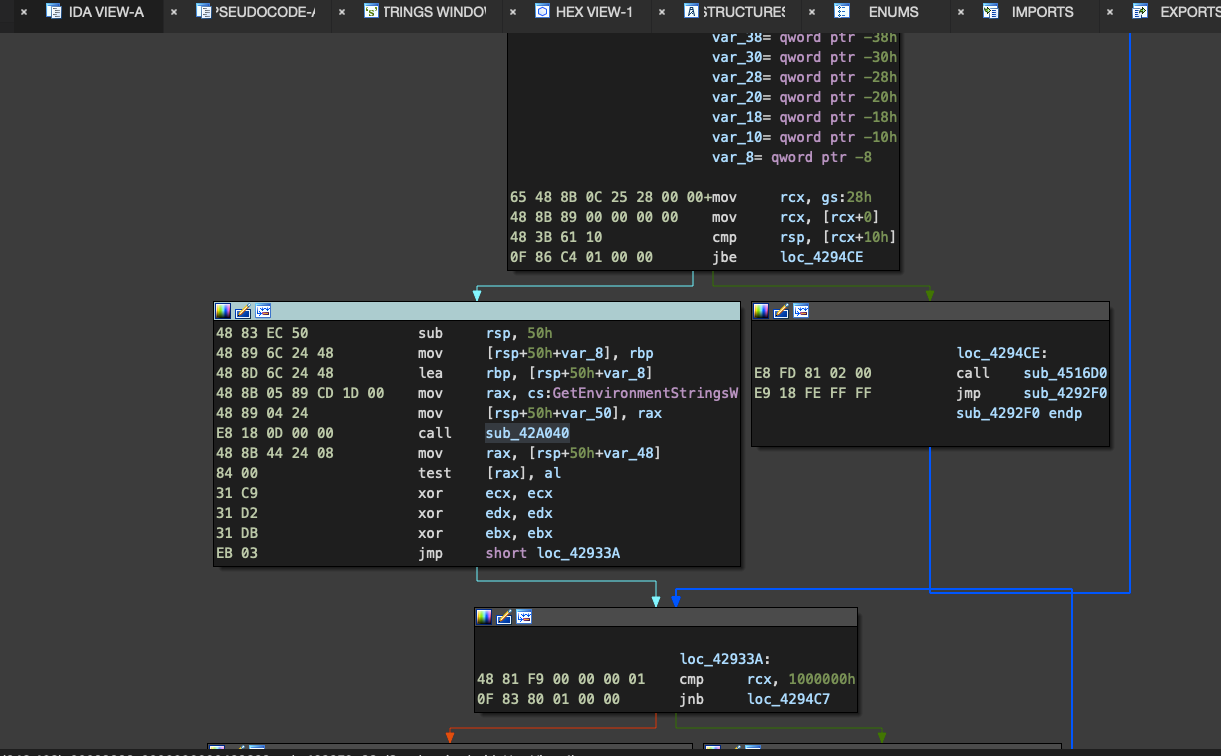 IDA VIEW-A
PSEUDOCODE-A
STRINGS WINDOW
HEX VIEW-1
STRUCTURES
ENUMS
IMPORTS
EXPORTS
var_38= qword ptr -38h
var_30= qword ptr -30h
var_28= qword ptr -28h
var_20= qword ptr -20h
var_18= qword ptr -18h
var_10= qword ptr -10h
var_8= qword ptr -8
65 48 8B 0C 25 28 00 00+mov rcx, gs:28h
48 8B 89 00 00 00 00 mov rcx, [rcx+0]
48 3B 61 10 cmp rsp, [rcx+10h]
0F 86 C4 01 00 00 jbe loc_4294CE
48 83 EC 50 sub rsp, 50h
48 89 6C 24 48 mov [rsp+50h+var_8], rbp
48 8D 6C 24 48 lea rbp, [rsp+50h+var_8]
48 8B 05 89 CD 1D 00 mov rax, cs:GetEnvironmentStringsW
48 89 04 24 mov [rsp+50h+var_50], rax
E8 18 0D 00 00 call sub_42A040
48 8B 44 24 08 mov rax, [rsp+50h+var_48]
84 00 test [rax], al
31 C9 xor ecx, ecx
31 D2 xor edx, edx
31 DB xor ebx, ebx
EB 03 jmp short loc_42933A
loc_4294CE:
E8 FD 81 02 00 call sub_4516D0
E9 18 FE FF FF jmp sub_4292F0
sub_4292F0 endp
loc_42933A:
48 81 F9 00 00 00 01 cmp rcx, 1000000h
0F 83 80 01 00 00 jnb loc_4294C7